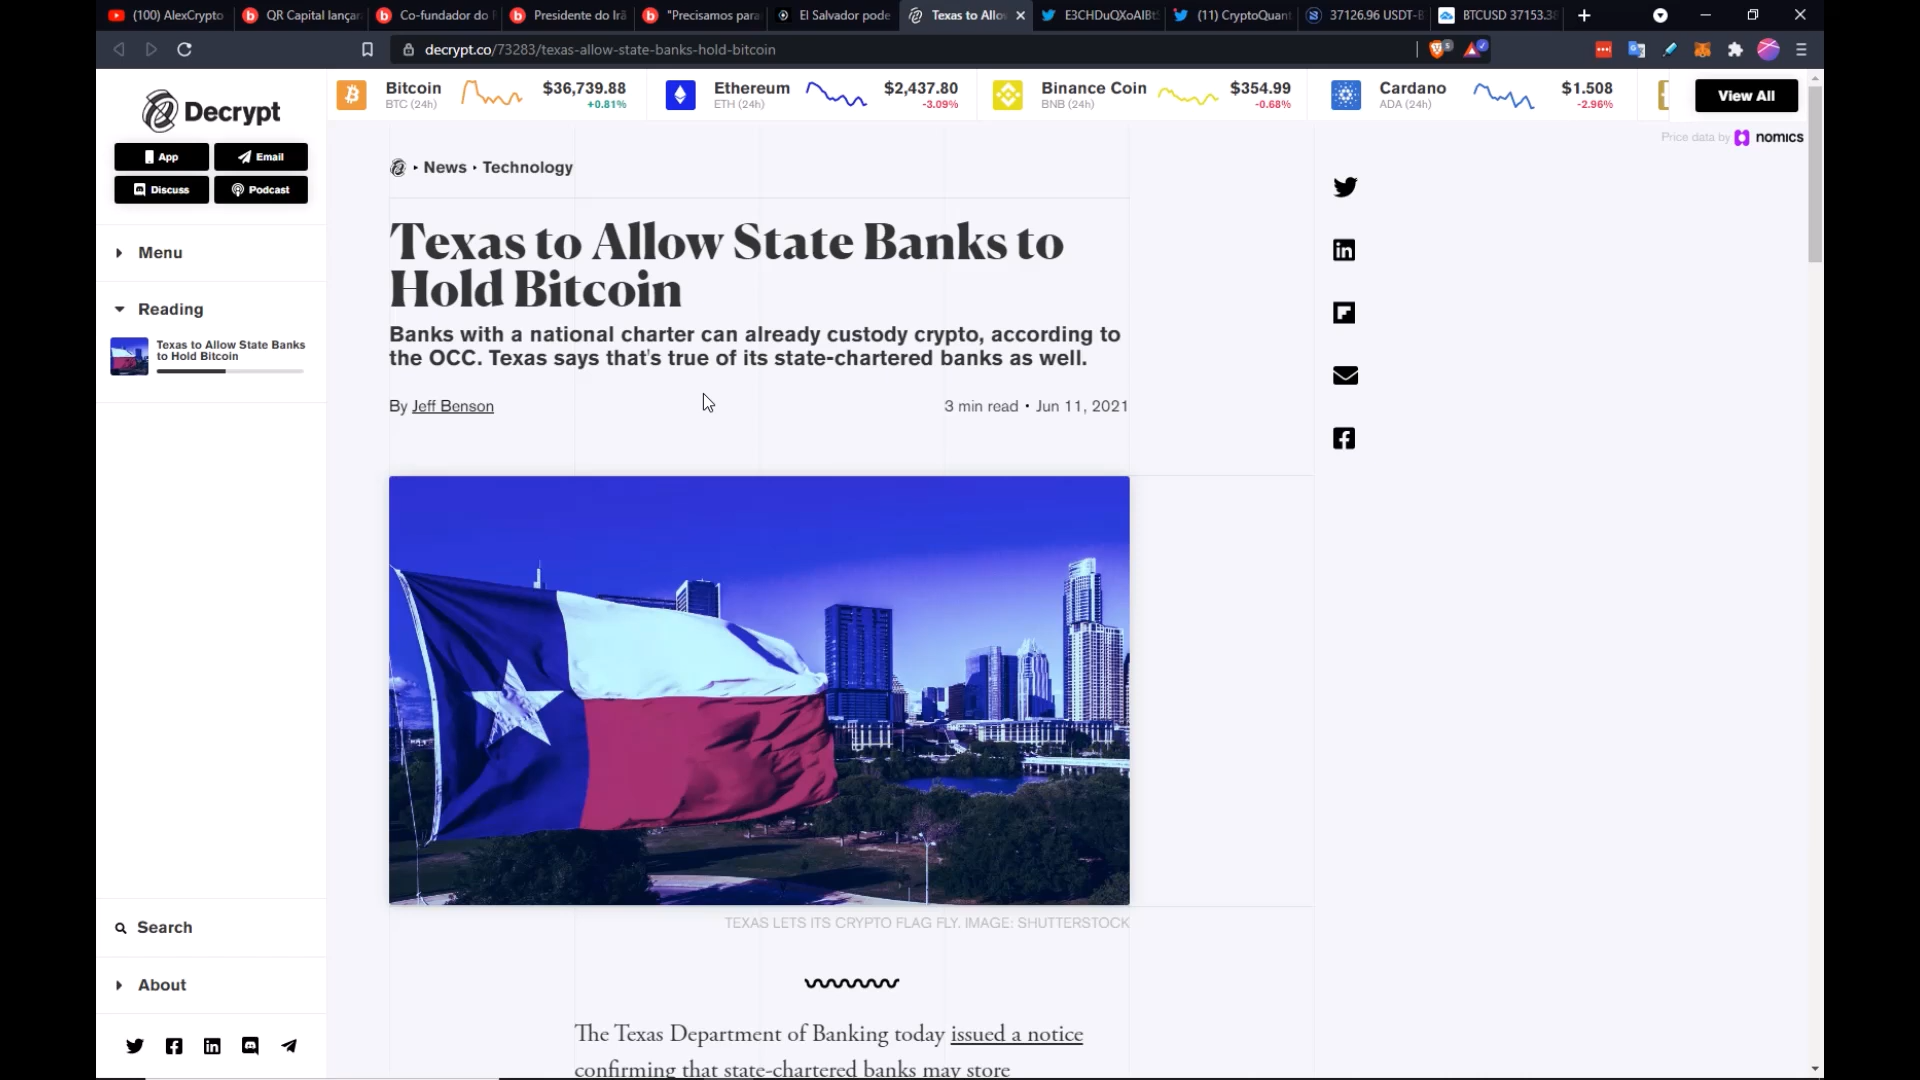 (100) AlexCrypto
QR Capital lançar
Co-fundador do
Presidente do Irã
"Precisamos para
El Salvador pode
Texas to Allo
E3CHDuQXoAIBt
(11) CryptoQuant
37126.96 USDT-B
BTCUSD 37153.38
decrypt.co/73283/texas-allow-state-banks-hold-bitcoin
Decrypt
App
Email
Discuss
Podcast
Menu
Reading
Texas to Allow State Banks
to Hold Bitcoin
Search
About
Bitcoin $36,739.88
BTC (24h) +0.81%
Ethereum $2,437.80
ETH (24h) -3.09%
Binance Coin $354.99
BNB (24h) -0.68%
Cardano $1.508
ADA (24h) -2.96%
View All
Price data by nomics
News • Technology
Texas to Allow State Banks to
Hold Bitcoin
Banks with a national charter can already custody crypto, according to
the OCC. Texas says that's true of its state-chartered banks as well.
By Jeff Benson
3 min read • Jun 11, 2021
TEXAS LETS ITS CRYPTO FLAG FLY. IMAGE: SHUTTERSTOCK
The Texas Department of Banking today issued a notice
confirming that state-chartered banks may store